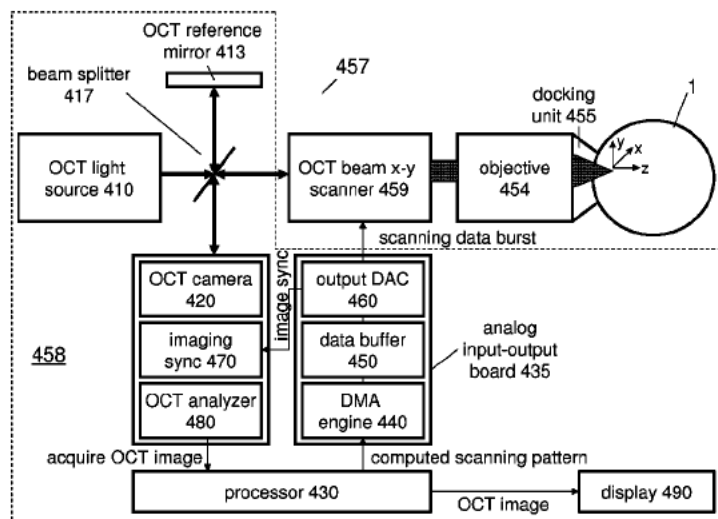 OCT reference
mirror 413
beam splitter
417
457
1
docking
unit 455
y
x
z
OCT light
source 410
OCT beam x-y
scanner 459
objective
454
scanning data burst
OCT camera
420
imaging
sync 470
OCT analyzer
480
image sync
output DAC
460
data buffer
450
DMA
engine 440
analog
input-output
board 435
458
acquire OCT image
computed scanning pattern
processor 430
OCT image
display 490